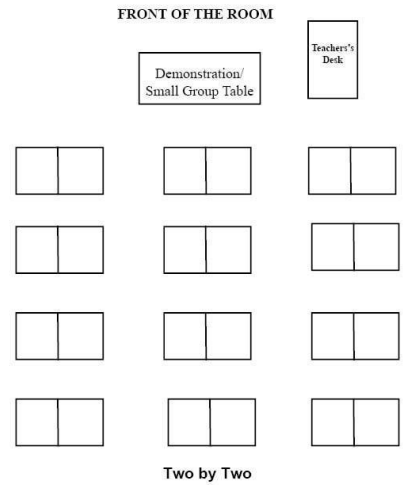 FRONT OF THE ROOM
Teachers's
Desk
Demonstration/
Small Group Table
Two by Two